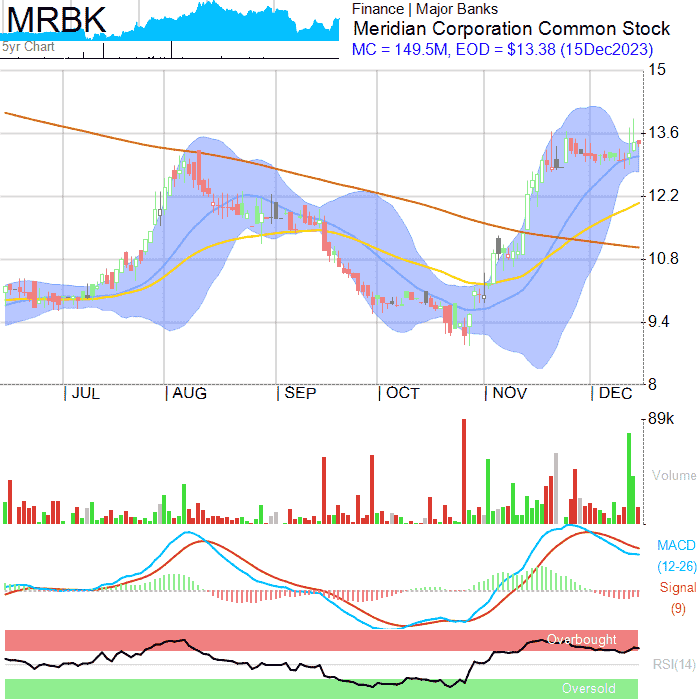 MRBK
5yr Chart
Finance | Major Banks
Meridian Corporation Common Stock
MC = 149.5M, EOD = $13.38 (15Dec2023)
15
13.6
12.2
10.8
9.4
8
JUL AUG SEP OCT NOV DEC
89k
Volume
MACD
(12-26)
Signal
(9)
Overbought
RSI(14)
Oversold